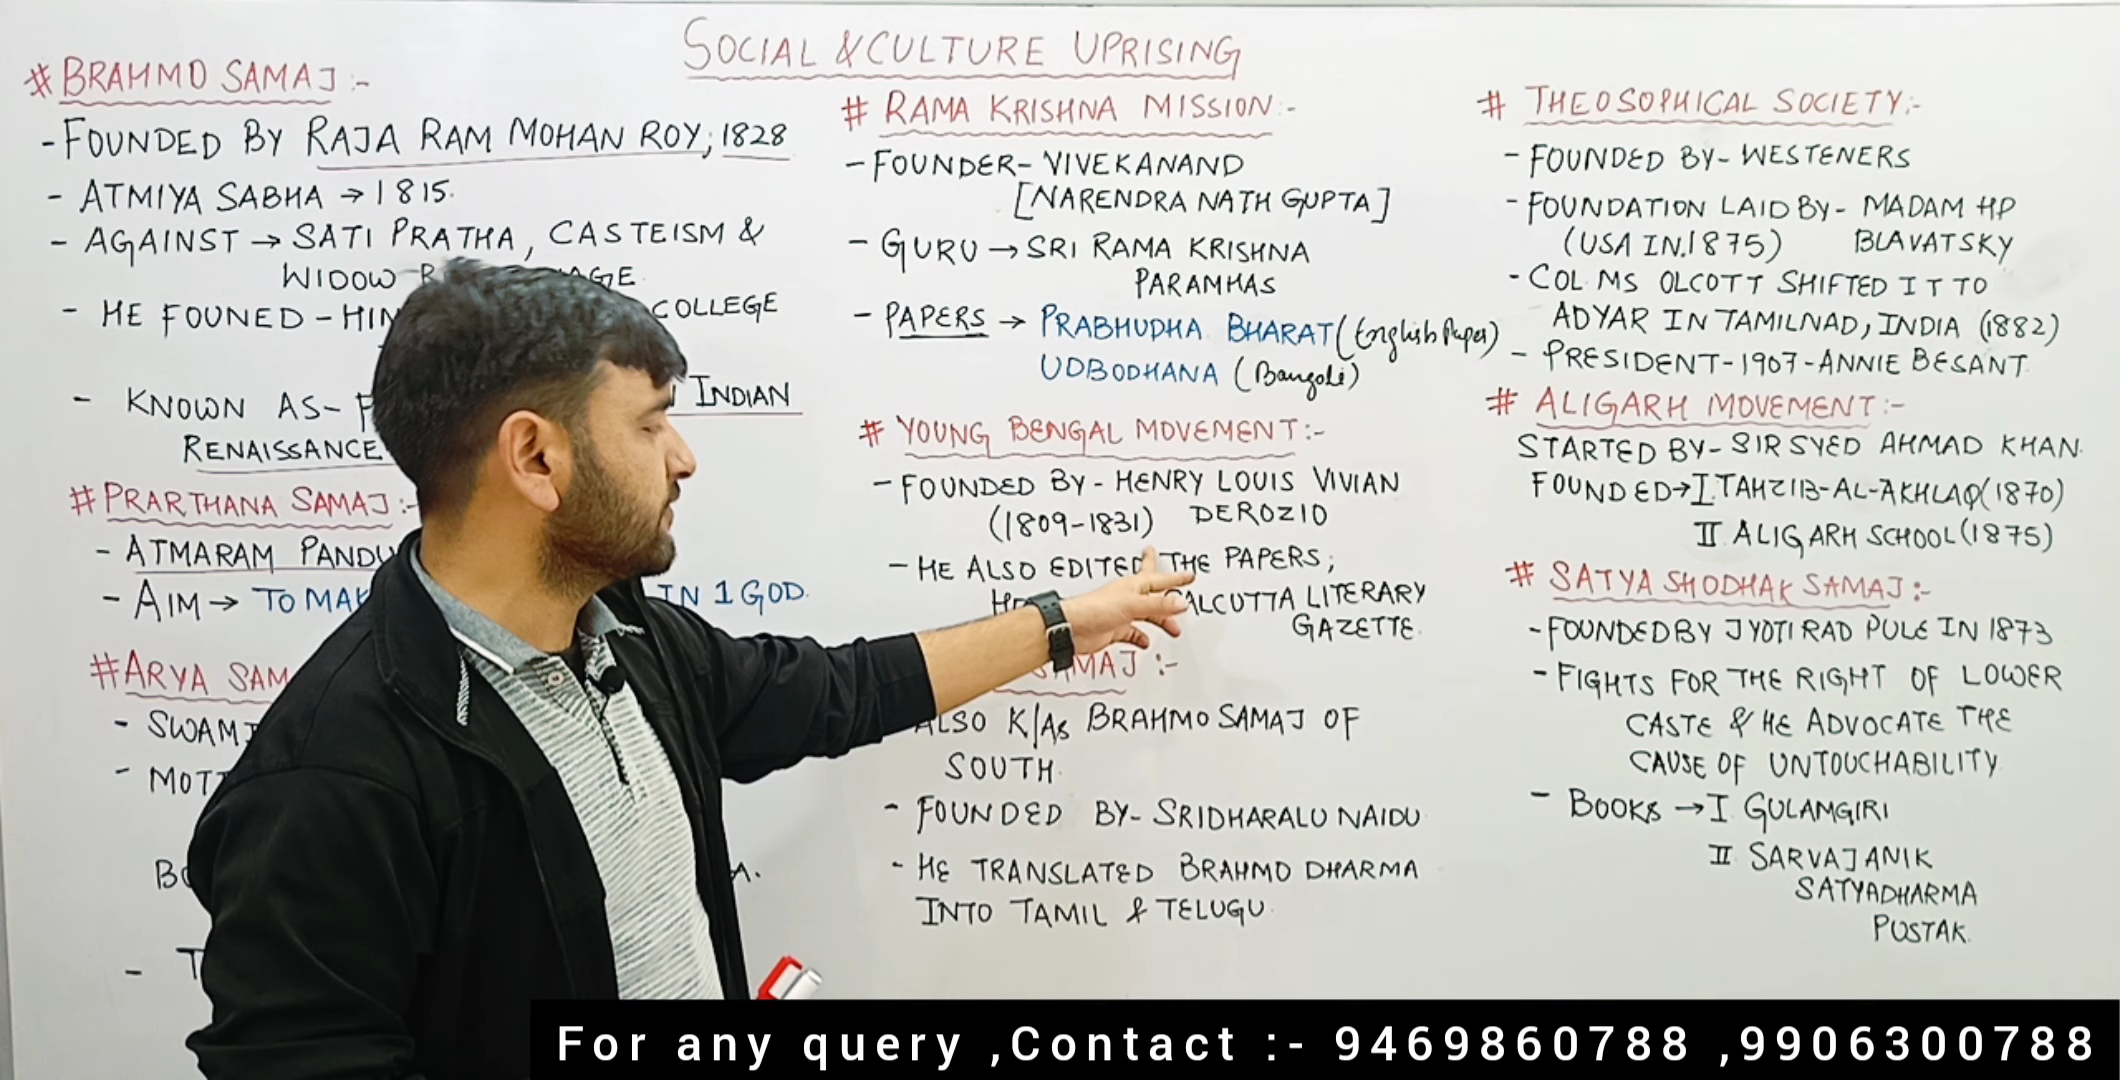 SOCIAL & CULTURE UPRISING
# BRAHMO SAMAJ :-
- FOUNDED BY RAJA RAM MOHAN ROY; 1828
- ATMIYA SABHA → 1815.
- AGAINST → SATI PRATHA, CASTEISM &
WIDOW
- HE FOUNED - COLLEGE
- KNOWN AS - INDIAN
RENAISSANCE
# PRARTHANA SAMAJ :-
- ATMARAM
- AIM → TO IN 1 GOD.
# ARYA
-
-
-
# RAMA KRISHNA MISSION :-
- FOUNDER - VIVEKANAND
[NARENDRA NATH GUPTA]
- GURU → SRI RAMA KRISHNA
PARAMHAS
- PAPERS → PRABHUDHA BHARAT (English Paper)
UDBODHANA (Bangoli)
# YOUNG BENGAL MOVEMENT :-
- FOUNDED BY - HENRY LOUIS VIVIAN
(1809-1831) DEROZIO
- HE ALSO EDITED THE PAPERS;
CALCUTTA LITERARY
GAZETTE.
SAMAJ :-
ALSO K/As BRAHMO SAMAJ OF
SOUTH.
- FOUNDED BY - SRIDHARALU NAIDU
- HE TRANSLATED BRAHMO DHARMA
INTO TAMIL & TELUGU.
# THEOSOPHICAL SOCIETY :-
- FOUNDED BY - WESTENERS
- FOUNDATION LAID BY - MADAM HP
(USA IN.1875) BLAVATSKY
- COL. MS OLCOTT SHIFTED IT TO
ADYAR IN TAMILNAD, INDIA (1882)
- PRESIDENT - 1907 - ANNIE BESANT.
# ALIGARH MOVEMENT :-
STARTED BY - SIR SYED AHMAD KHAN.
FOUNDED → I. TAHZIB-AL-AKHLAQ (1870)
II. ALIGARH SCHOOL (1875)
# SATYA SHODHAK SAMAJ :-
- FOUNDED BY JYOTI RAD PULE IN 1873
- FIGHTS FOR THE RIGHT OF LOWER
CASTE & HE ADVOCATE THE
CAUSE OF UNTOUCHABILITY.
- BOOKS → I GULAMGIRI
II SARVAJANIK
SATYADHARMA
PUSTAK.
For any query ,Contact :- 9469860788 ,9906300788